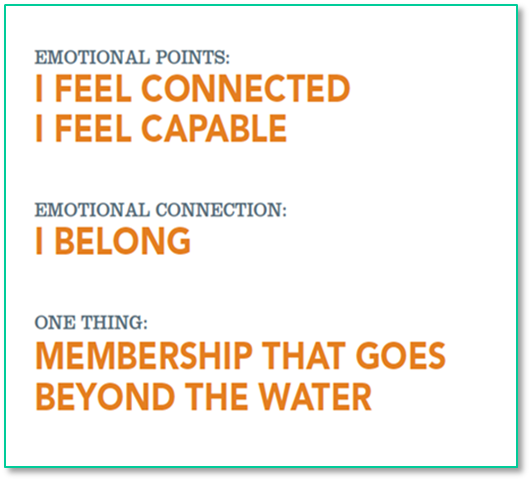 EMOTIONAL POINTS:
I FEEL CONNECTED
I FEEL CAPABLE
EMOTIONAL CONNECTION:
I BELONG
ONE THING:
MEMBERSHIP THAT GOES
BEYOND THE WATER